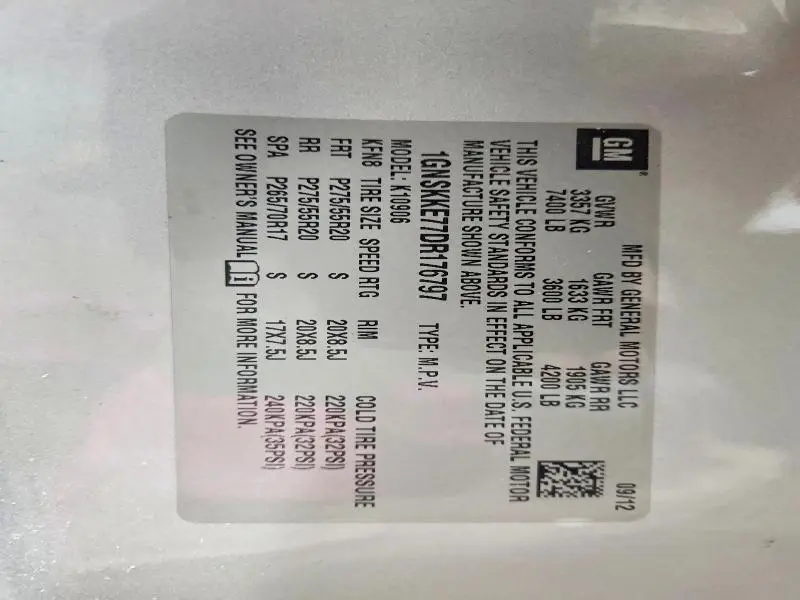 GM®
MFD BY GENERAL MOTORS LLC 09/12
GVWR GAWR FRT GAWR RR
3357 KG 1633 KG 1905 KG
7400 LB 3600 LB 4200 LB
THIS VEHICLE CONFORMS TO ALL APPLICABLE U.S. FEDERAL MOTOR
VEHICLE SAFETY STANDARDS IN EFFECT ON THE DATE OF
MANUFACTURE SHOWN ABOVE.
1GNSKKE77DR176797 TYPE: M.P.V.
MODEL: K10906
KFN8 TIRE SIZE SPEED RTG RIM COLD TIRE PRESSURE
FRT P275/55R20 S 20X8.5J 220KPA(32PSI)
RR P275/55R20 S 20X8.5J 220KPA(32PSI)
SPA P265/70R17 S 17X7.5J 240KPA(35PSI)
SEE OWNER'S MANUAL FOR MORE INFORMATION.